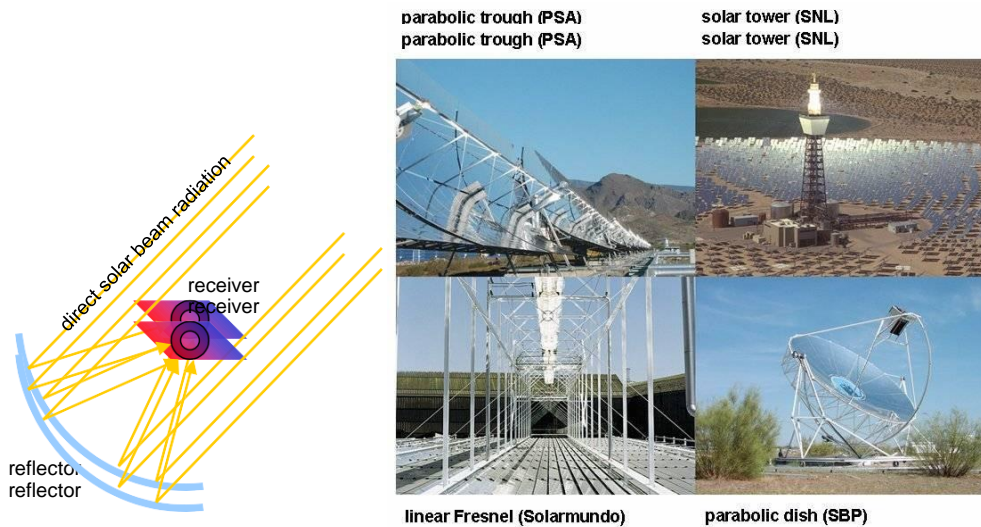 parabolic trough (PSA)
parabolic trough (PSA)
solar tower (SNL)
solar tower (SNL)
direct solar beam radiation
receiver
receiver
reflector
reflector
linear Fresnel (Solarmundo)
parabolic dish (SBP)